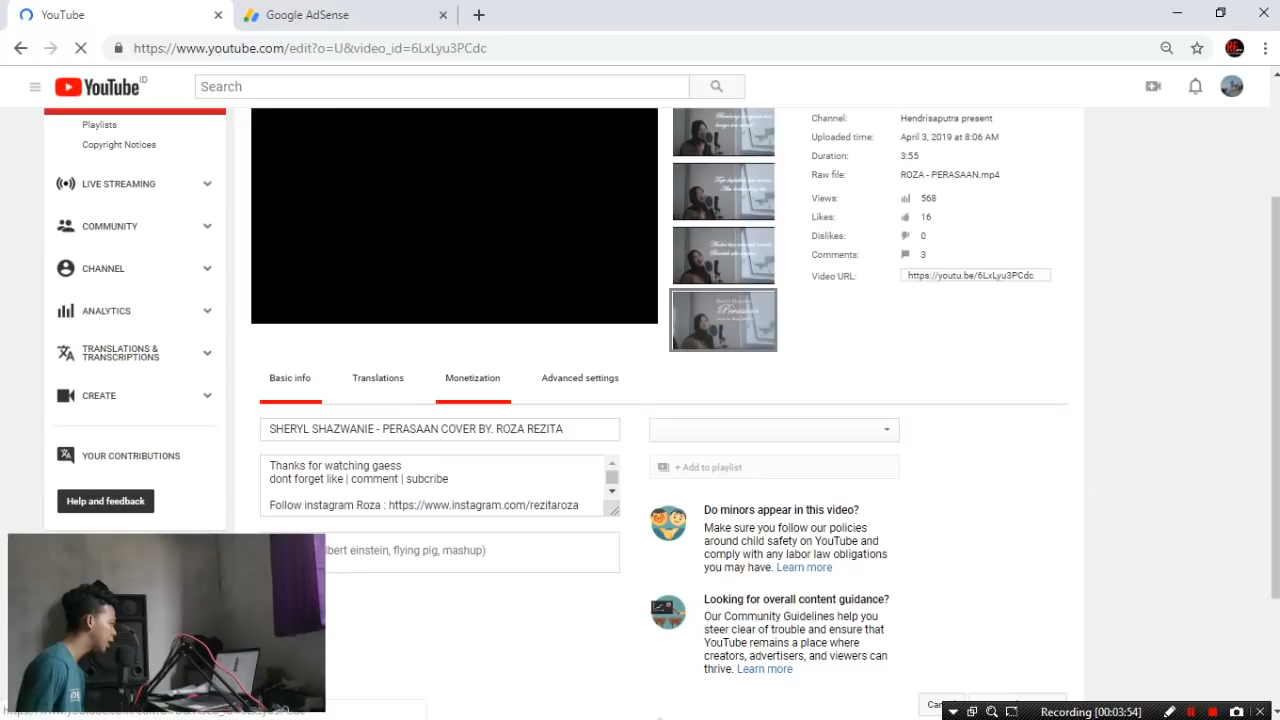 YouTube
Google AdSense
https://www.youtube.com/edit?o=U&video_id=6LxLyu3PCdc
YouTube ID
Search
Playlists
Copyright Notices
LIVE STREAMING
COMMUNITY
CHANNEL
ANALYTICS
TRANSLATIONS &
TRANSCRIPTIONS
CREATE
YOUR CONTRIBUTIONS
Help and feedback
Channel: Hendrisaputra present
Uploaded time: April 3, 2019 at 8:06 AM
Duration: 3:55
Raw file: ROZA - PERASAAN.mp4
Views: 568
Likes: 16
Dislikes: 0
Comments: 3
Video URL: https://youtu.be/6LxLyu3PCdc
Perasaan
Basic info
Translations
Monetization
Advanced settings
SHERYL SHAZWANIE - PERASAAN COVER BY. ROZA REZITA
Thanks for watching gaess
dont forget like | comment | subcribe
Follow instagram Roza : https://www.instagram.com/rezitaroza
einstein, flying pig, mashup)
+ Add to playlist
Do minors appear in this video?
Make sure you follow our policies
around child safety on YouTube and
comply with any labor law obligations
you may have. Learn more
Looking for overall content guidance?
Our Community Guidelines help you
steer clear of trouble and ensure that
YouTube remains a place where
creators, advertisers, and viewers can
thrive. Learn more
Recording [00:03:54]